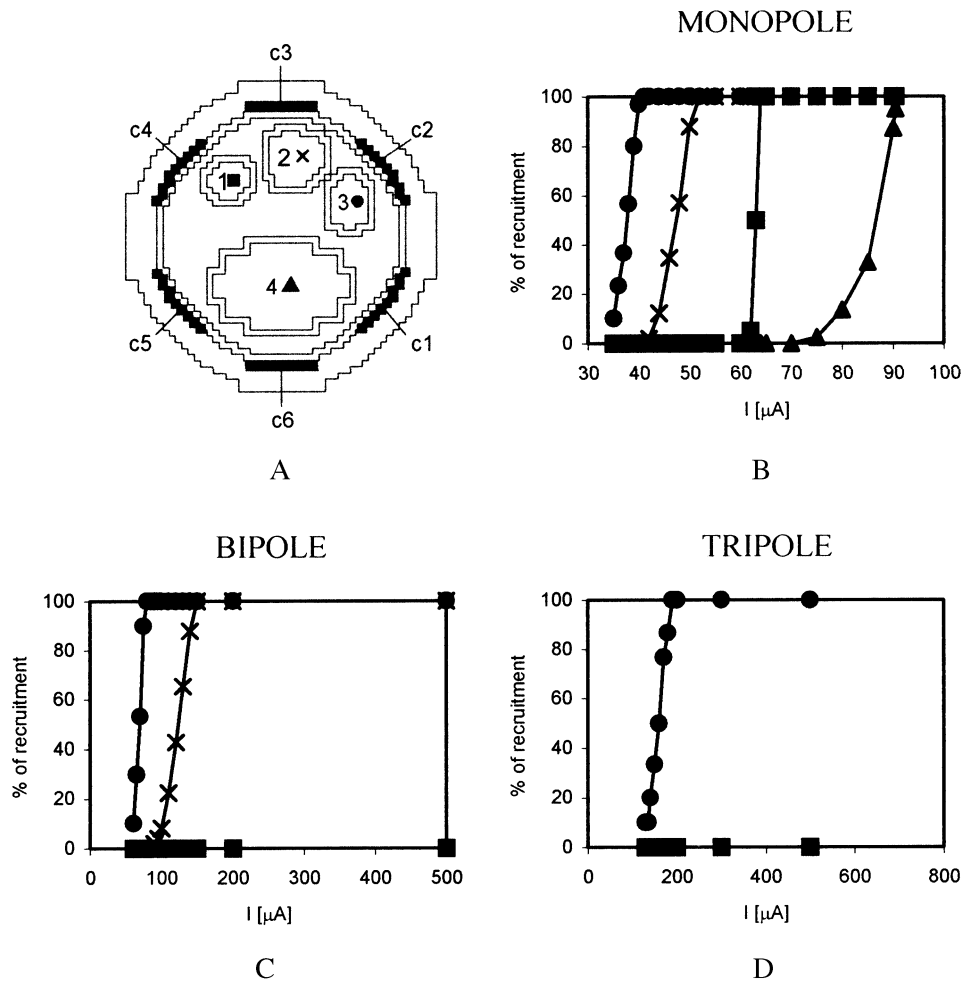 MONOPOLE
c3
c4
c2
1
2
3
4
c5
c1
c6
A
% of recruitment
100
80
60
40
20
0
30 40 50 60 70 80 90 100
I [μA]
B
BIPOLE
% of recruitment
100
80
60
40
20
0
0 100 200 300 400 500
I [μA]
C
TRIPOLE
% of recruitment
100
80
60
40
20
0
0 200 400 600 800
I [μA]
D